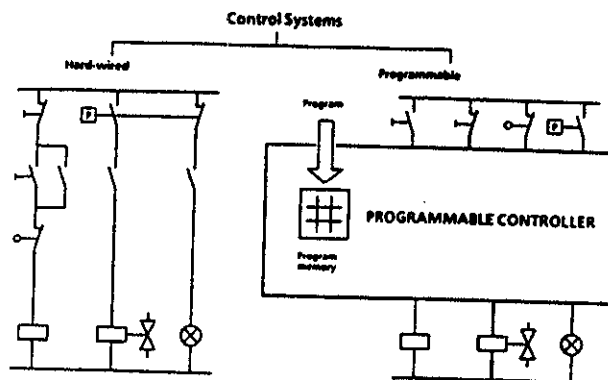 Control Systems
Hard-wired
Programmable
Program
P
P
PROGRAMMABLE CONTROLLER
Program
memory